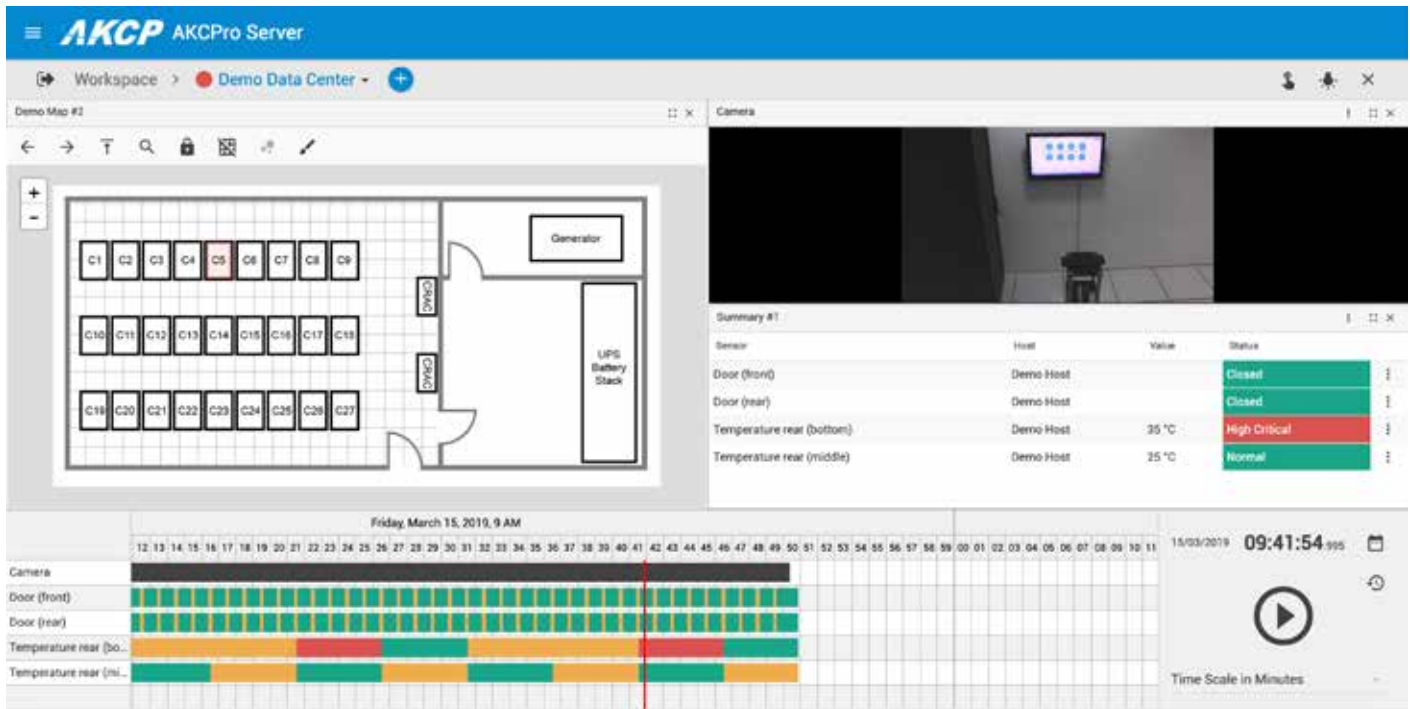 AKCP AKCPro Server
Workspace > Demo Data Center
Demo Map #2
Camera
Generator
C1 C2 C3 C4 C5 C6 C7 C8 C9
CRAC
C10 C11 C12 C13 C14 C15 C16 C17 C18
UPS
Battery
Stack
CRAC
C19 C20 C21 C22 C23 C24 C25 C26 C27
Summary #1
Sensor Host Value Status
Door (front) Demo Host Closed
Door (rear) Demo Host Closed
Temperature rear (bottom) Demo Host 35 °C High Critical
Temperature rear (middle) Demo Host 25 °C Normal
Friday, March 15, 2019, 9 AM
12 13 14 15 16 17 18 19 20 21 22 23 24 25 26 27 28 29 30 31 32 33 34 35 36 37 38 39 40 41 42 43 44 45 46 47 48 49 50 51 52 53 54 55 56 57 58 59 00 01 02 03 04 05 06 07 08 09 10 11
Camera
Door (front)
Door (rear)
Temperature rear (bo...
Temperature rear (mi...
15/03/2019 09:41:54.995
Time Scale in Minutes